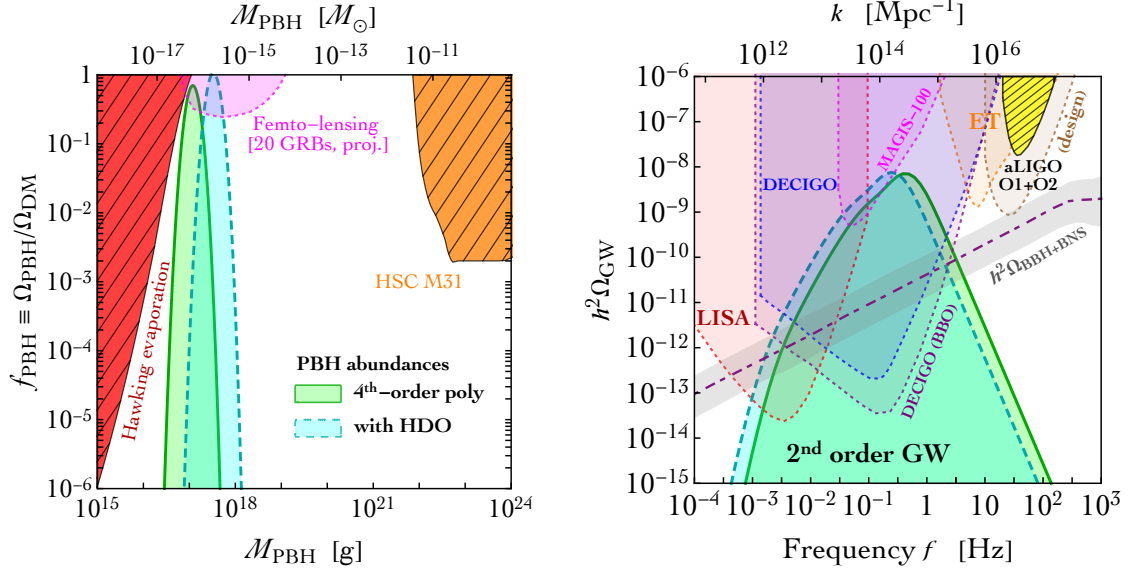 M_PBH [M_⊙]
10^−17 10^−15 10^−13 10^−11
1
10^−1
10^−2
10^−3
10^−4
10^−5
10^−6
f_PBH ≡ Ω_PBH/Ω_DM
Hawking evaporation
Femto−lensing
[20 GRBs, proj.]
HSC M31
PBH abundances
4^th−order poly
with HDO
10^15 10^18 10^21 10^24
M_PBH [g]
k [Mpc^−1]
10^12 10^14 10^16
10^−6
10^−7
10^−8
10^−9
10^−10
10^−11
10^−12
10^−13
10^−14
10^−15
h^2Ω_GW
LISA
DECIGO
MAGIS−100
ET
(design)
aLIGO
O1+O2
h^2Ω_BBH+BNS
DECIGO (BBO)
2^nd order GW
10^−4 10^−3 10^−2 10^−1 1 10 10^2 10^3
Frequency f [Hz]